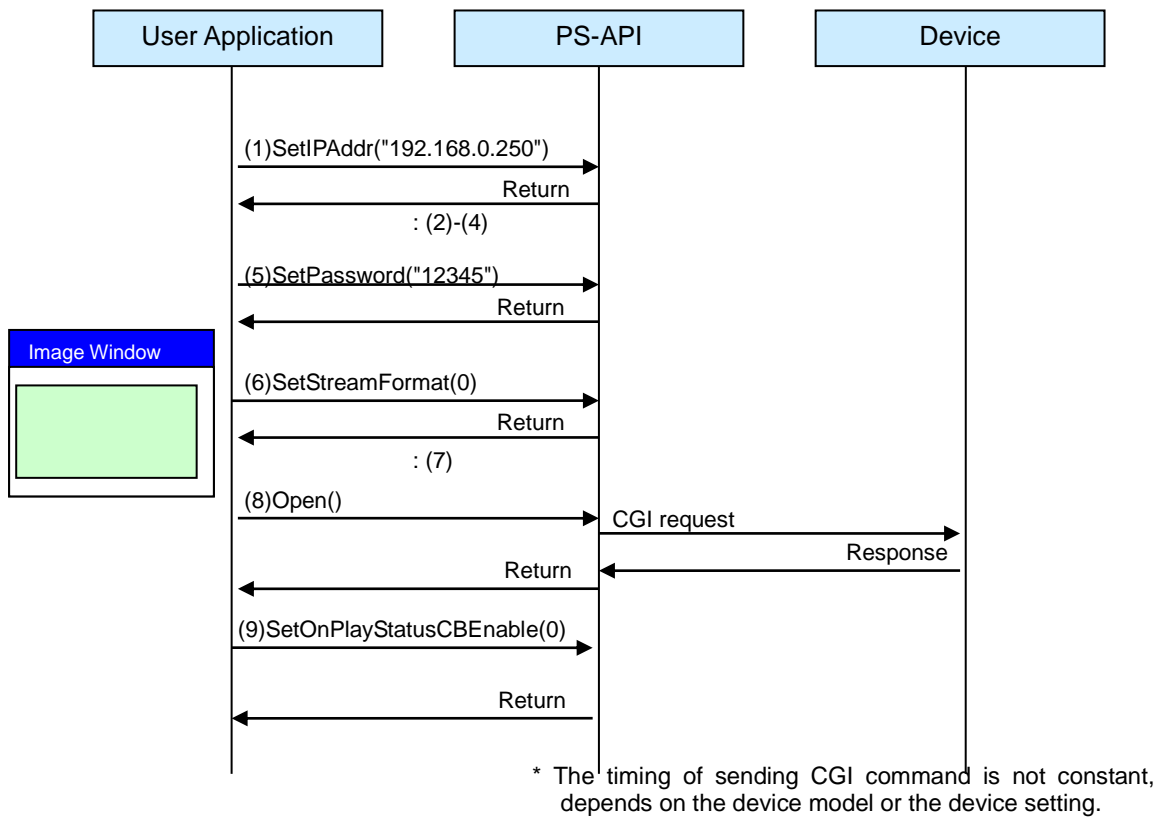 User Application
PS-API
Device
(1)SetIPAddr("192.168.0.250")
Return
: (2)-(4)
(5)SetPassword("12345")
Return
Image Window
(6)SetStreamFormat(0)
Return
: (7)
(8)Open()
CGI request
Response
Return
(9)SetOnPlayStatusCBEnable(0)
Return
* The timing of sending CGI command is not constant,
depends on the device model or the device setting.